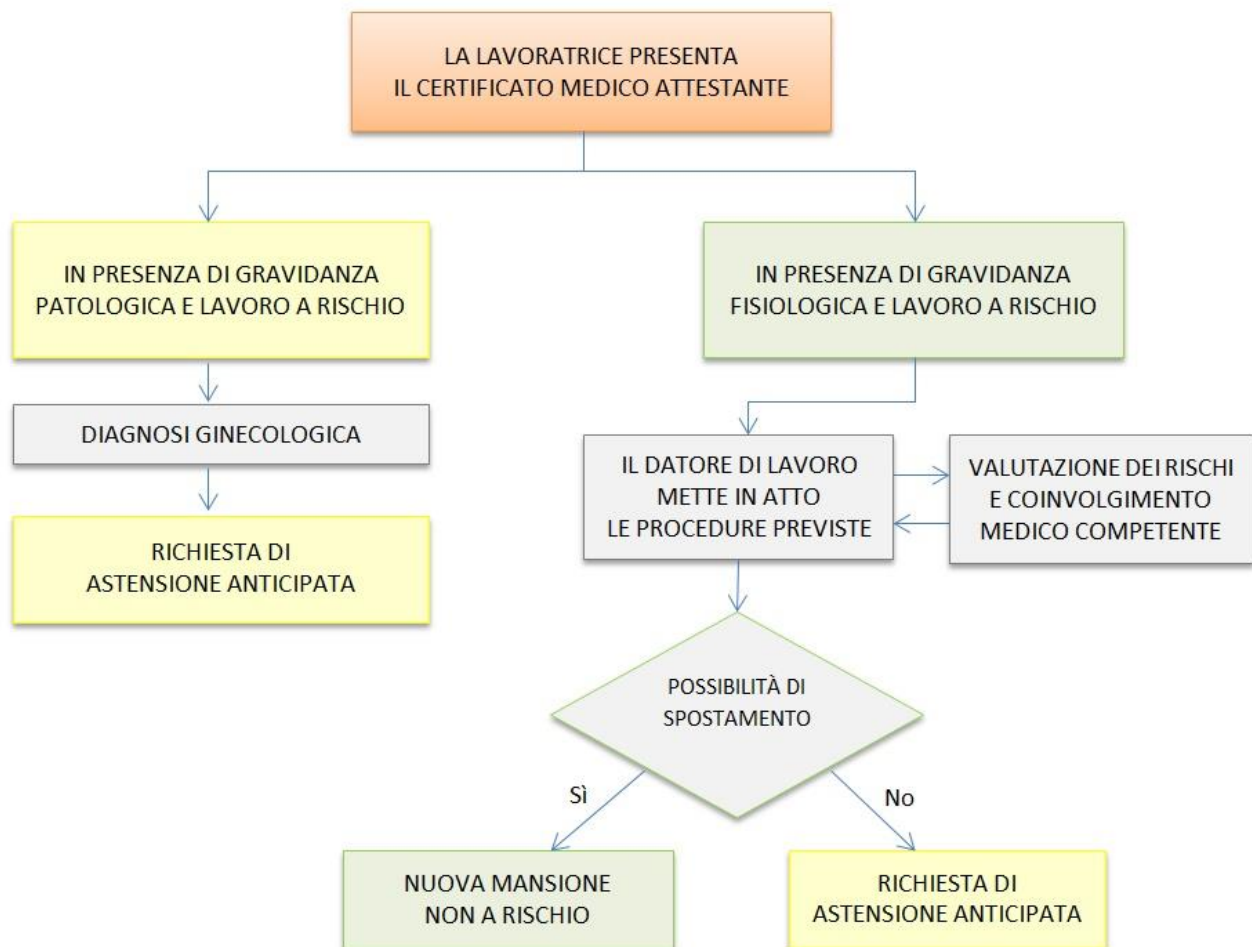 LA LAVORATRICE PRESENTA
IL CERTIFICATO MEDICO ATTESTANTE
IN PRESENZA DI GRAVIDANZA
PATOLOGICA E LAVORO A RISCHIO
IN PRESENZA DI GRAVIDANZA
FISIOLOGICA E LAVORO A RISCHIO
DIAGNOSI GINECOLOGICA
RICHIESTA DI
ASTENSIONE ANTICIPATA
IL DATORE DI LAVORO
METTE IN ATTO
LE PROCEDURE PREVISTE
VALUTAZIONE DEI RISCHI
E COINVOLGIMENTO
MEDICO COMPETENTE
POSSIBILITÀ DI
SPOSTAMENTO
Sì
No
NUOVA MANSIONE
NON A RISCHIO
RICHIESTA DI
ASTENSIONE ANTICIPATA